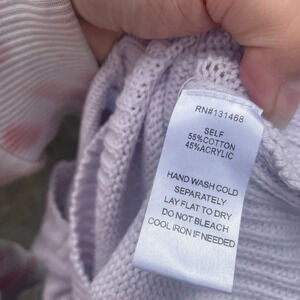 RN#131468
SELF
55%COTTON
45%ACRYLIC
HAND WASH COLD
SEPARATELY
LAY FLAT TO DRY
DO NOT BLEACH
COOL IRON IF NEEDED